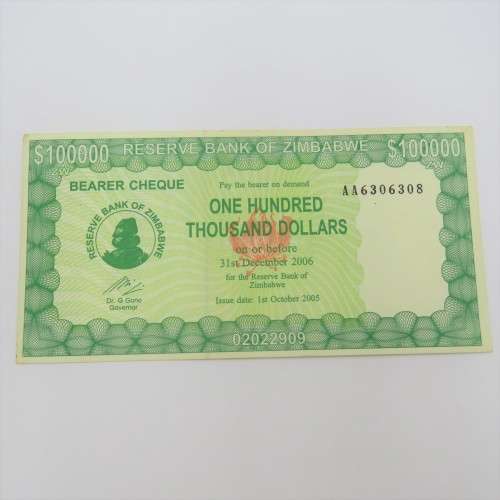 $100000 RESERVE BANK OF ZIMBABWE $100000
BEARER CHEQUE
Pay the bearer on demand
AA6306308
ONE HUNDRED
THOUSAND DOLLARS
on or before
31st December 2006
for the Reserve Bank of
Zimbabwe
Issue date: 1st October 2005
RESERVE BANK OF ZIMBABWE
Dr. G Gono
Governor
02022909